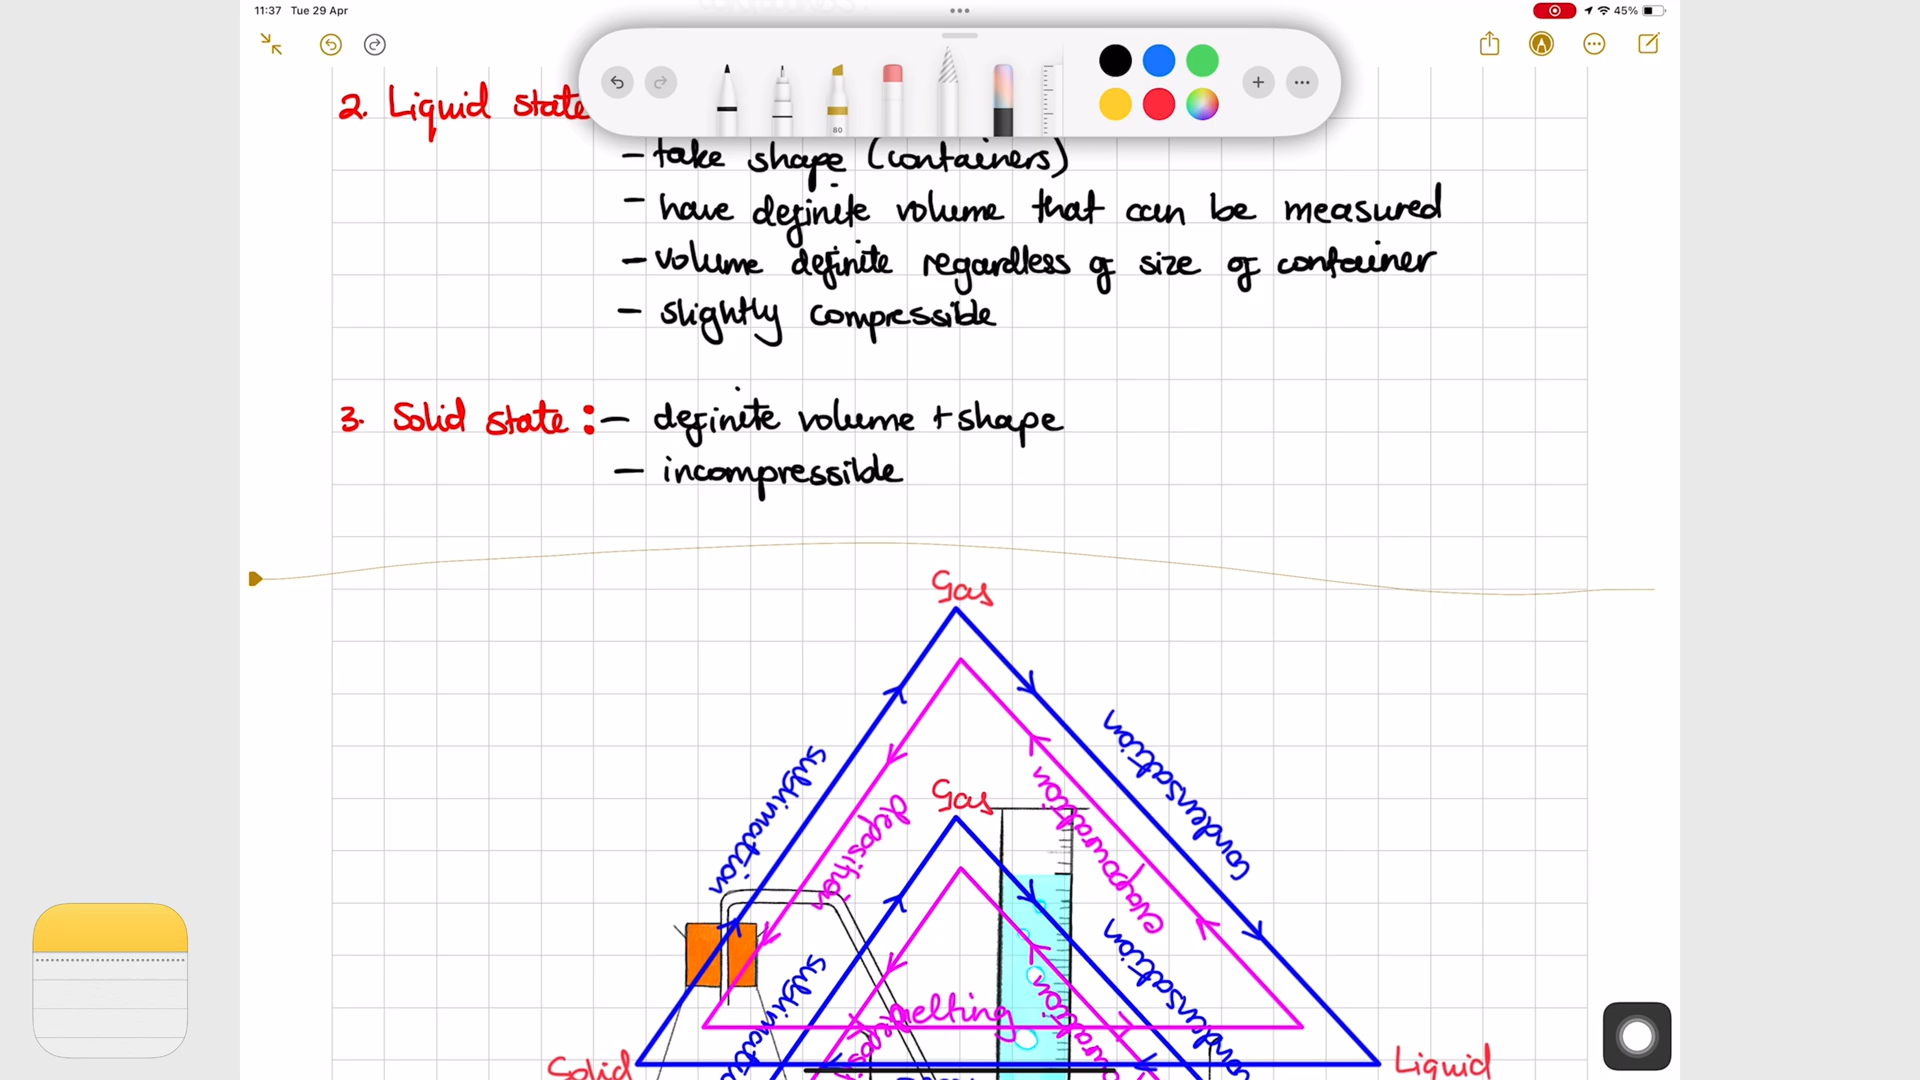 11:37 Tue 29 Apr
45%
80
2. Liquid state
- take shape (containers)
- have definite volume that can be measured
- volume definite regardless of size of container
- slightly compressible
3. Solid state : - definite volume + shape
- incompressible
Gas
sublimation
condensation
deposition
evapouration
Gas
sublimation
condensation
melting
Solid
Liquid